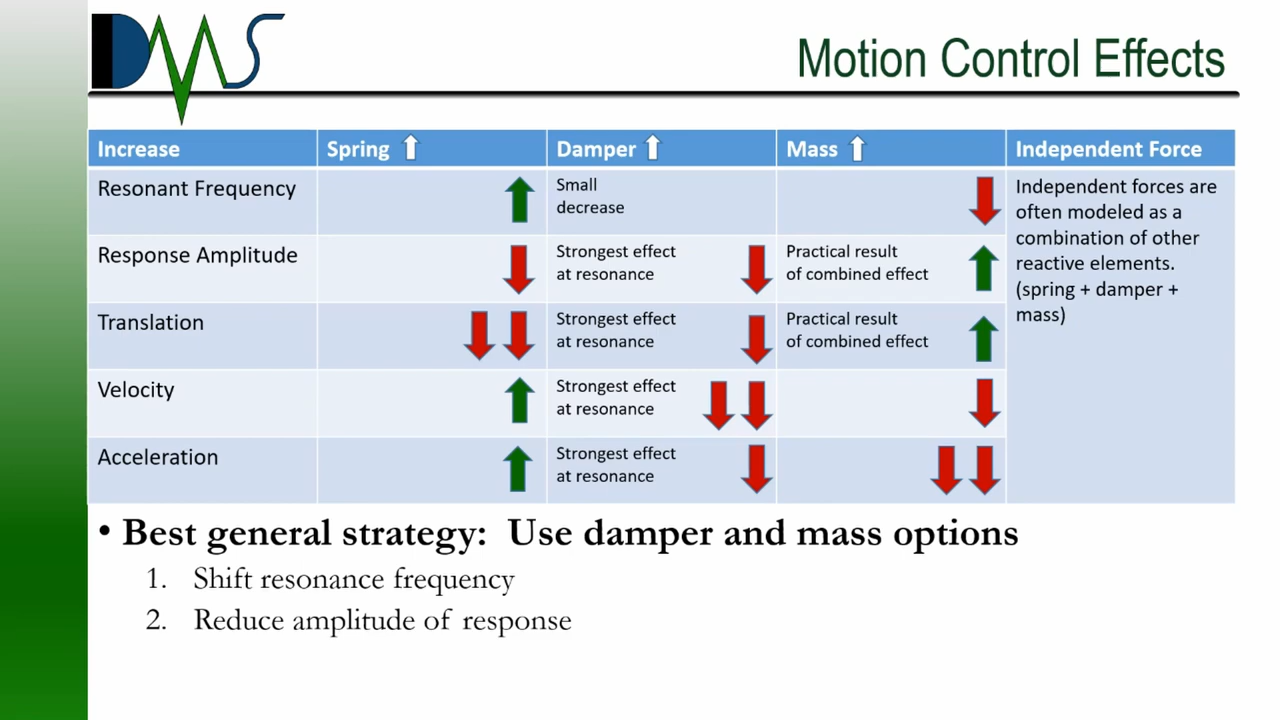 DMS
Motion Control Effects
Increase
Spring
Damper
Mass
Independent Force
Resonant Frequency
Small
decrease
Independent forces are
often modeled as a
combination of other
reactive elements.
(spring + damper +
mass)
Response Amplitude
Strongest effect
at resonance
Practical result
of combined effect
Translation
Strongest effect
at resonance
Practical result
of combined effect
Velocity
Strongest effect
at resonance
Acceleration
Strongest effect
at resonance
• Best general strategy: Use damper and mass options
1. Shift resonance frequency
2. Reduce amplitude of response